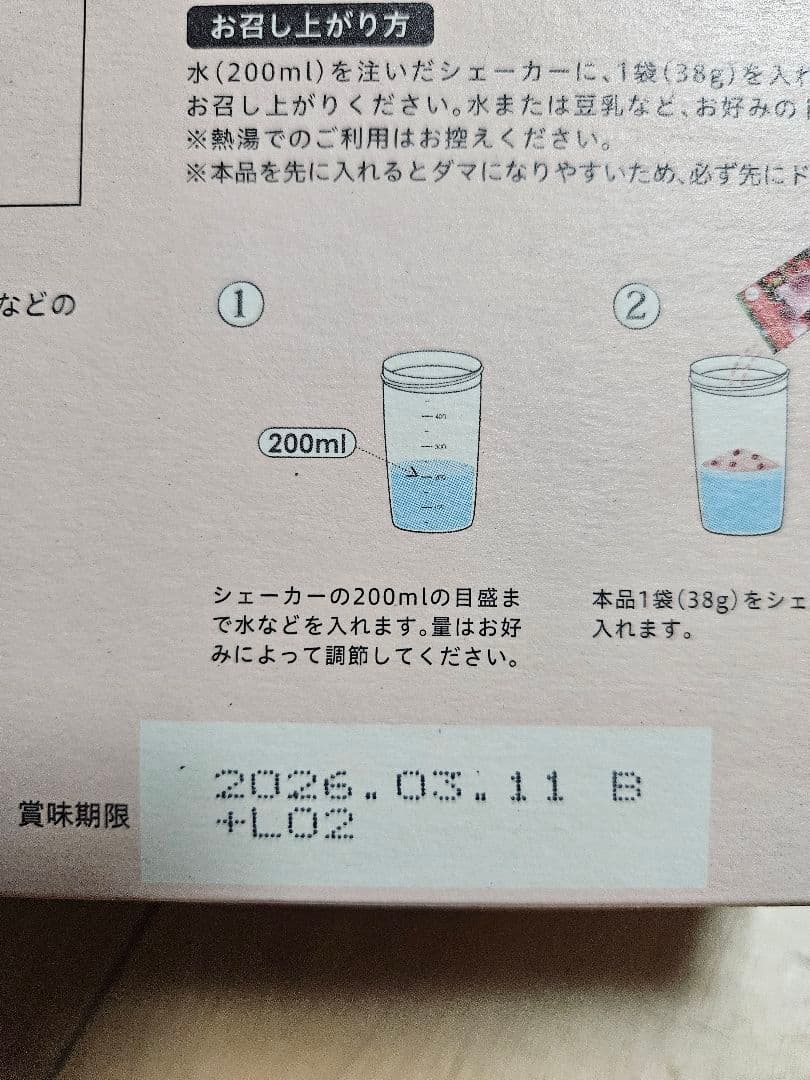 お召し上がり方
水(200ml)を注いだシェーカーに、1袋(38g)を入れ
お召し上がりください。水または豆乳など、お好みの
※熱湯でのご利用はお控えください。
※本品を先に入れるとダマになりやすいため、必ず先にド
などの
1
2
200ml
400
300
200
100
シェーカーの200mlの目盛ま
で水などを入れます。量はお好
みによって調節してください。
本品1袋(38g)をシェ
入れます。
賞味期限
2026.03.11 B
+L02